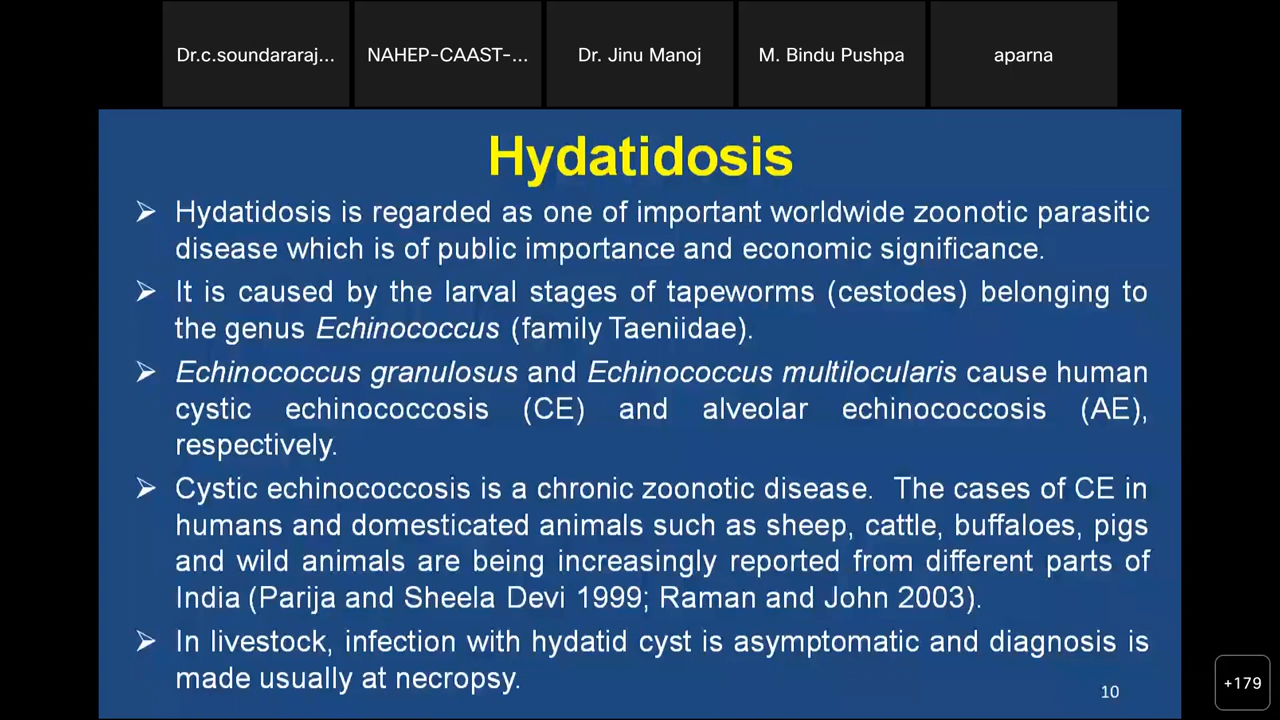 Dr.c.soundararaj...
NAHEP-CAAST-...
Dr. Jinu Manoj
M. Bindu Pushpa
aparna
Hydatidosis
➢ Hydatidosis is regarded as one of important worldwide zoonotic parasitic
disease which is of public importance and economic significance.
➢ It is caused by the larval stages of tapeworms (cestodes) belonging to
the genus Echinococcus (family Taeniidae).
➢ Echinococcus granulosus and Echinococcus multilocularis cause human
cystic echinococcosis (CE) and alveolar echinococcosis (AE),
respectively.
➢ Cystic echinococcosis is a chronic zoonotic disease. The cases of CE in
humans and domesticated animals such as sheep, cattle, buffaloes, pigs
and wild animals are being increasingly reported from different parts of
India (Parija and Sheela Devi 1999; Raman and John 2003).
➢ In livestock, infection with hydatid cyst is asymptomatic and diagnosis is
made usually at necropsy.
10
+179